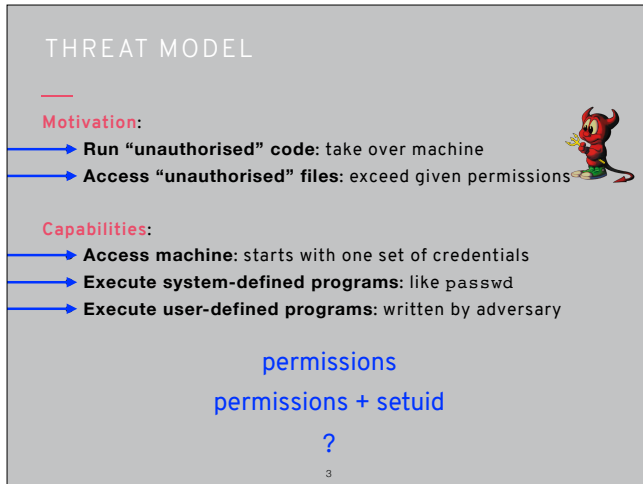 THREAT MODEL
Motivation:
Run “unauthorised” code: take over machine
Access “unauthorised” files: exceed given permissions
Capabilities:
Access machine: starts with one set of credentials
Execute system-defined programs: like passwd
Execute user-defined programs: written by adversary
permissions
permissions + setuid
?
3